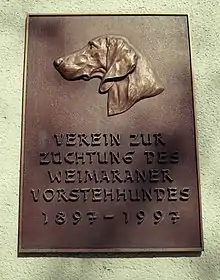 VEREIN ZUR
ZÜCHTUNG DES
WEIMARANER
VORSTEHHUNDES
1897-1997